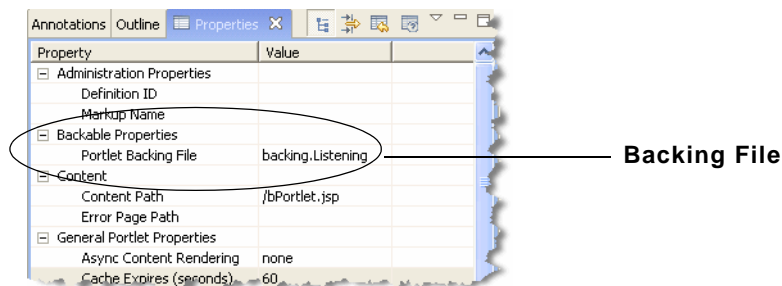 Annotations Outline Properties
Property Value
Administration Properties
Definition ID
Markup Name
Backable Properties
Portlet Backing File backing.Listening
Backing File
Content
Content Path /bPortlet.jsp
Error Page Path
General Portlet Properties
Async Content Rendering none
Cache Expires (seconds) 60